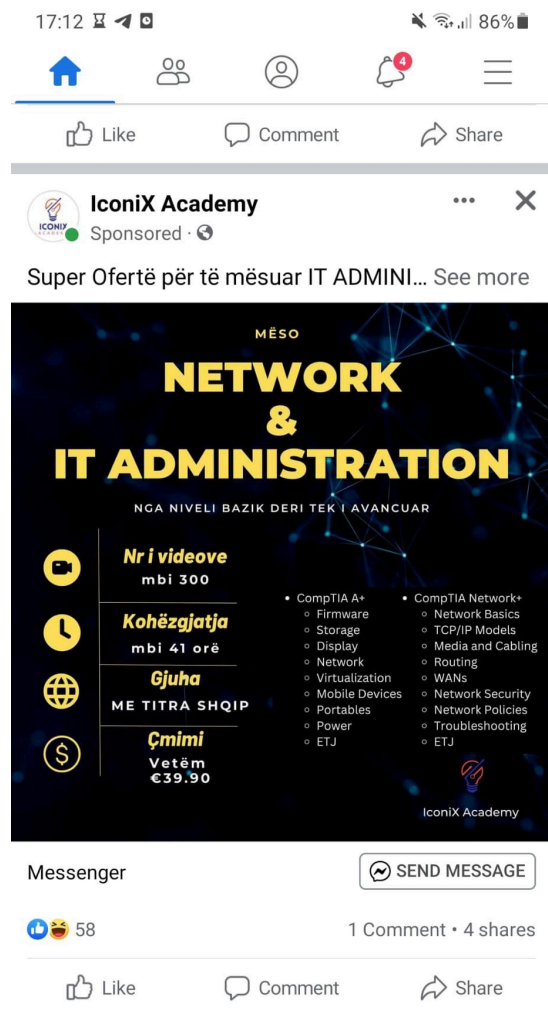 17:12
86%
4
Like
Comment
Share
IconiX Academy
Sponsored ·
Super Ofertë për të mësuar IT ADMINI... See more
MËSO
NETWORK
&
IT ADMINISTRATION
NGA NIVELI BAZIK DERI TEK I AVANCUAR
Nr i videove
mbi 300
Kohëzgjatja
mbi 41 orë
Gjuha
ME TITRA SHQIP
Çmimi
Vetëm
€39.90
• CompTIA A+
Firmware
Storage
Display
Network
Virtualization
Mobile Devices
Portables
Power
ETJ
• CompTIA Network+
Network Basics
TCP/IP Models
Media and Cabling
Routing
WANs
Network Security
Network Policies
Troubleshooting
ETJ
IconiX Academy
Messenger
SEND MESSAGE
58
1 Comment • 4 shares
Like
Comment
Share